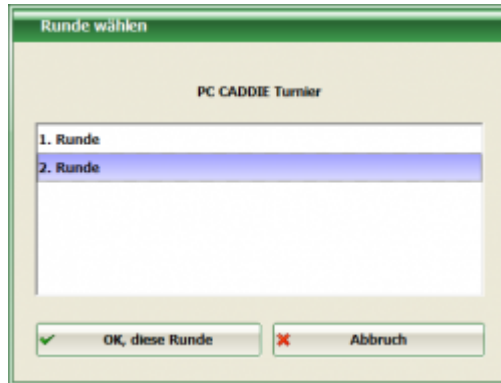 Runde wählen
PC CADDIE Turnier
1. Runde
2. Runde
OK, diese Runde
Abbruch